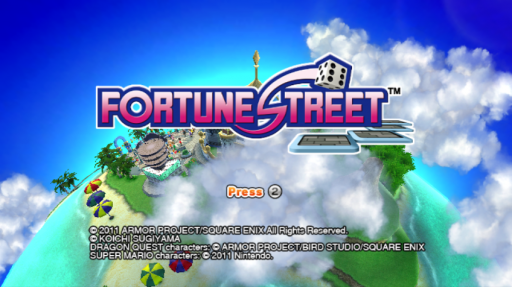 FORTUNE STREET™
Press ②
© 2011 ARMOR PROJECT/SQUARE ENIX All Rights Reserved.
© KOICHI SUGIYAMA
DRAGON QUEST characters: © ARMOR PROJECT/BIRD STUDIO/SQUARE ENIX
SUPER MARIO characters: © 2011 Nintendo.